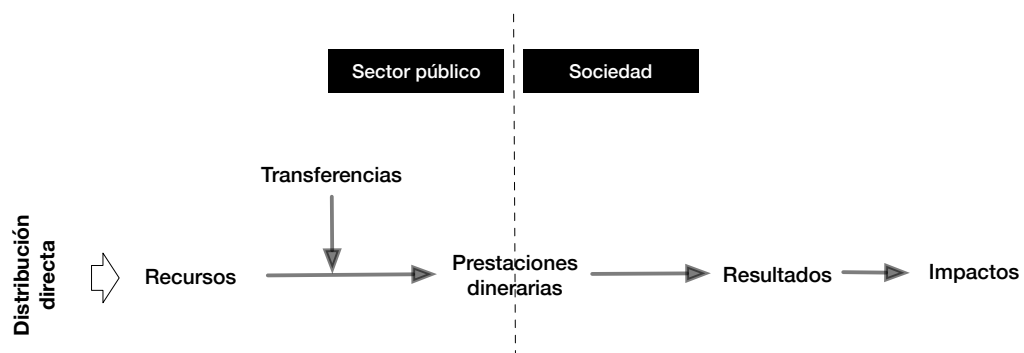 Sector público
Sociedad
Transferencias
Distribución
directa
Recursos
Prestaciones
dinerarias
Resultados
Impactos